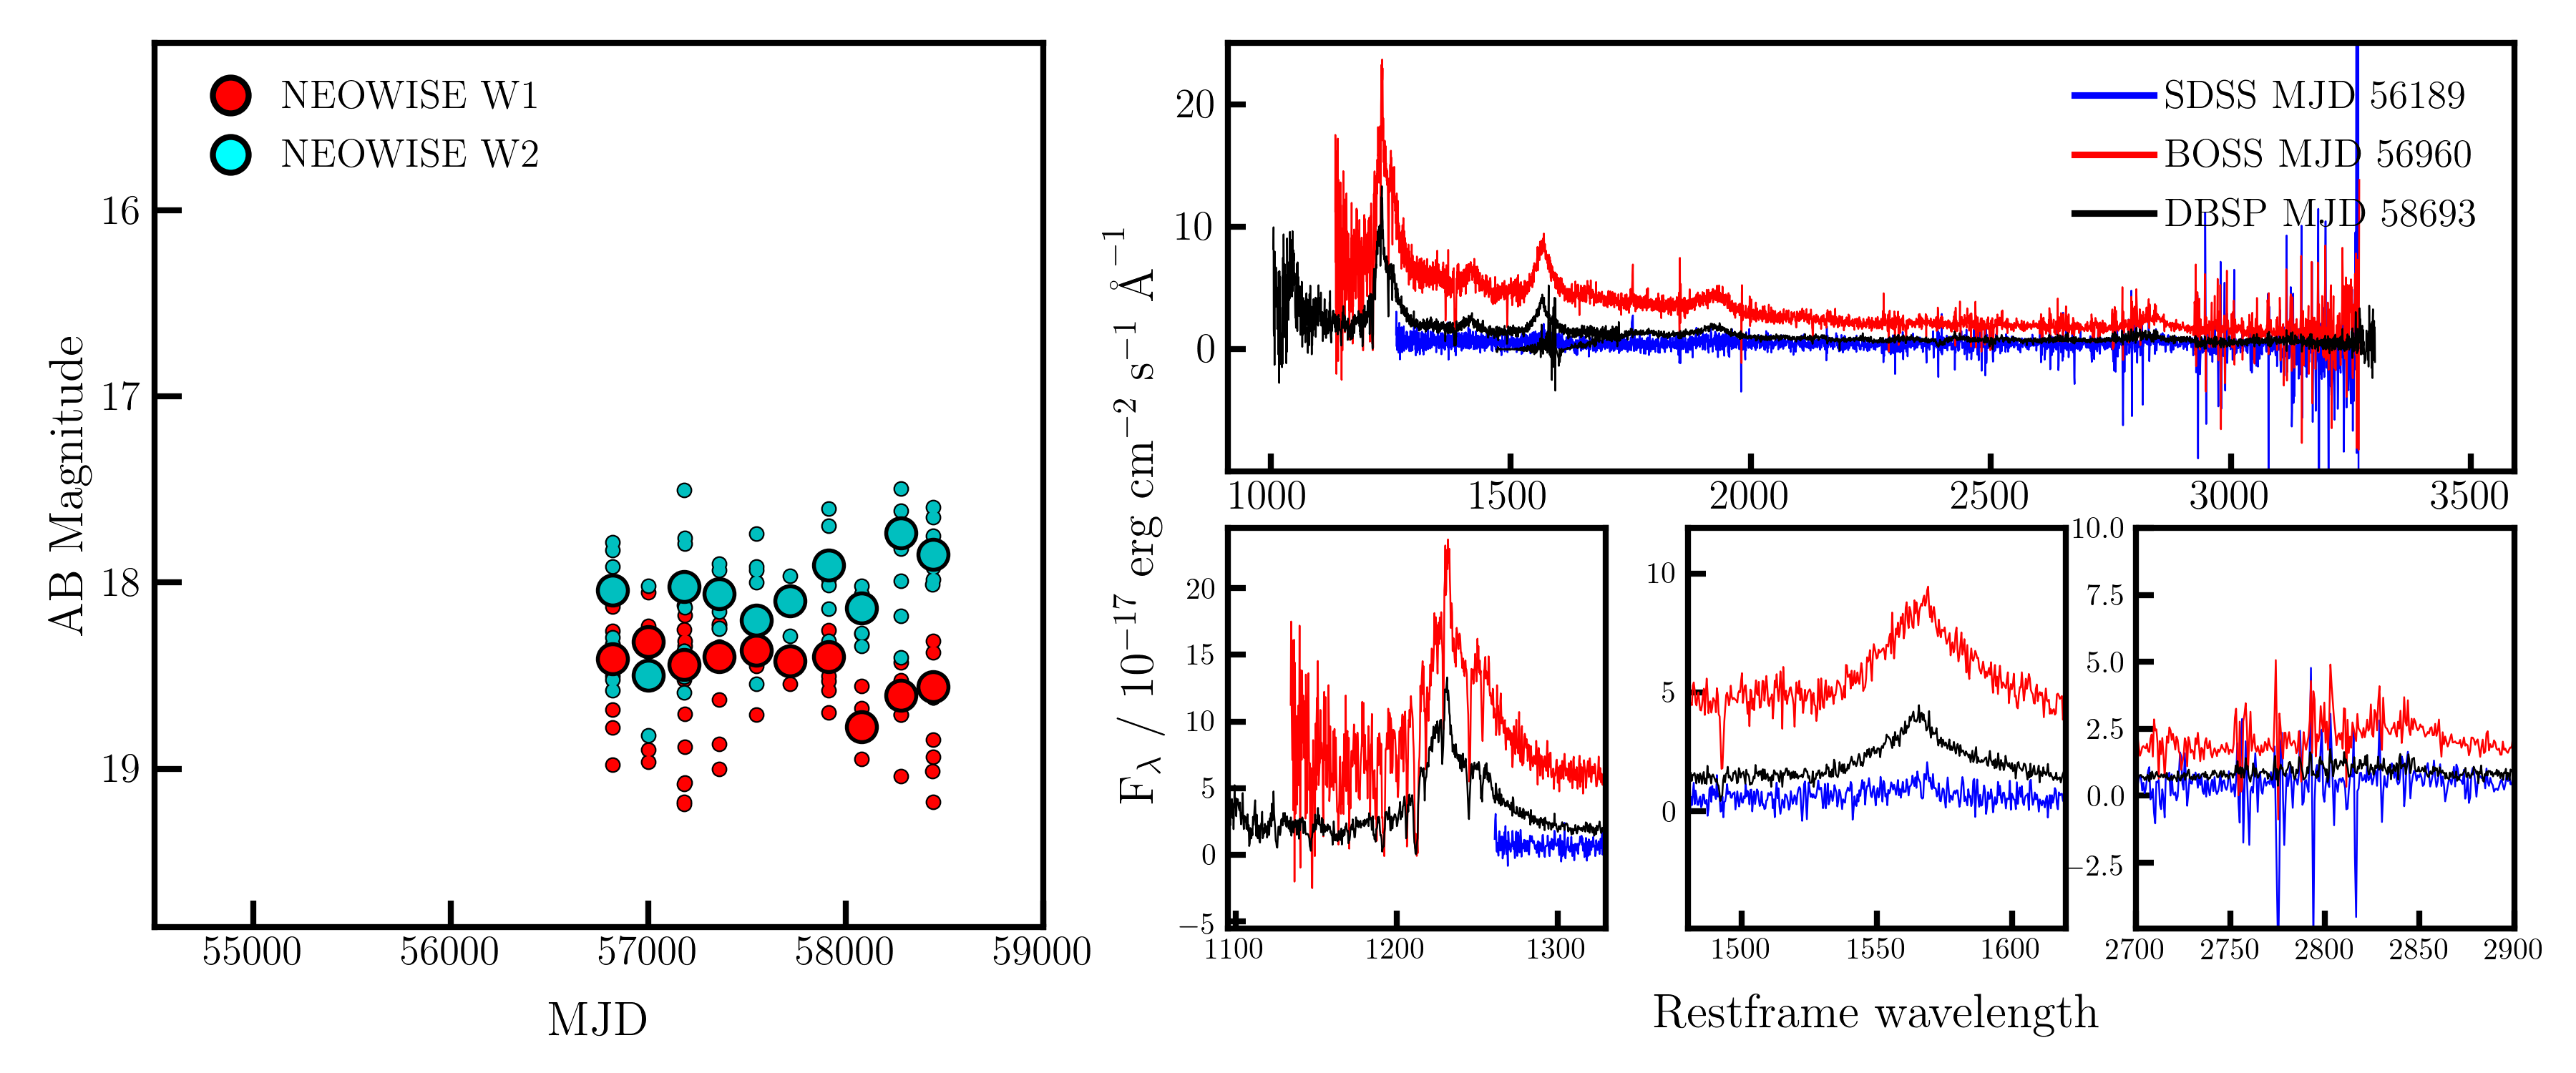 NEOWISE W1
NEOWISE W2
16
17
18
19
AB Magnitude
55000 56000 57000 58000 59000
MJD
SDSS MJD 56189
BOSS MJD 56960
DBSP MJD 58693
20
10
0
1000 1500 2000 2500 3000 3500
F_λ / 10⁻¹⁷ erg cm⁻² s⁻¹ Å⁻¹
20
15
10
5
0
−5
1100 1200 1300
10
5
0
1500 1550 1600
10.0
7.5
5.0
2.5
0.0
−2.5
2700 2750 2800 2850 2900
Restframe wavelength